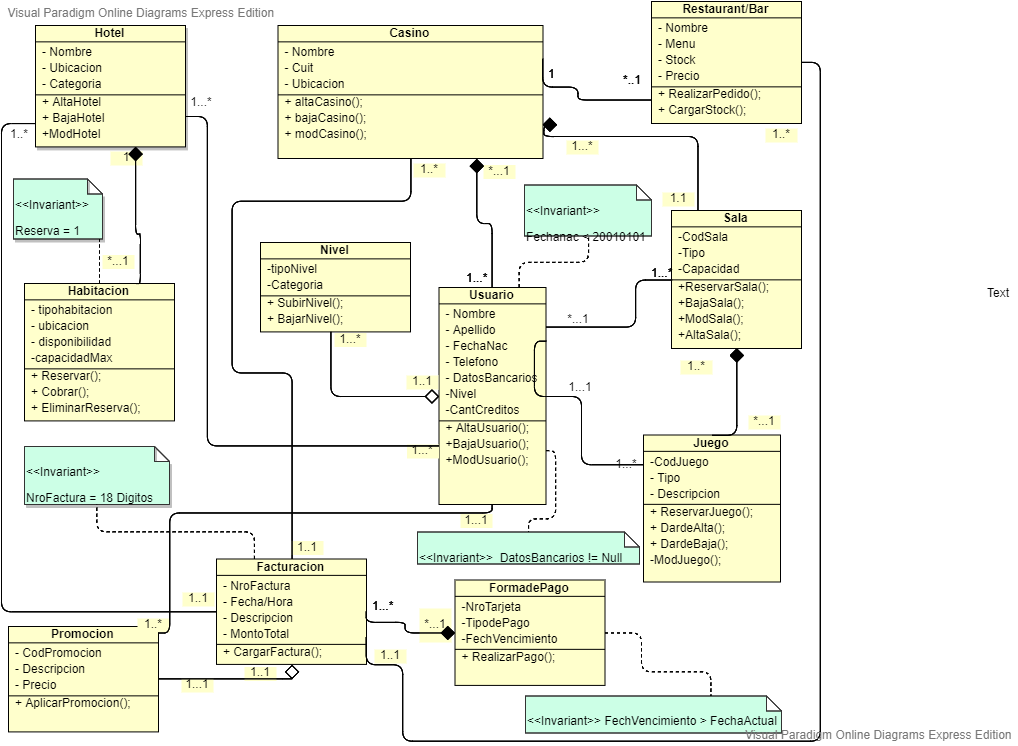 Visual Paradigm Online Diagrams Express Edition
Hotel
- Nombre
- Ubicacion
- Categoria
+ AltaHotel
+ BajaHotel
+ModHotel
1...*
1..*
1
Casino
- Nombre
- Cuit
- Ubicacion
+ altaCasino();
+ bajaCasino();
+ modCasino();
1
*..1
Restaurant/Bar
- Nombre
- Menu
- Stock
- Precio
+ RealizarPedido();
+ CargarStock();
1..*
1...*
1..*
*...1
1.1
<<Invariant>>
Reserva = 1
*...1
<<Invariant>>
Fechanac < 20010101
Sala
-CodSala
-Tipo
-Capacidad
+ReservarSala();
+BajaSala();
+ModSala();
+AltaSala();
1...*
1..*
*...1
Text
Habitacion
- tipohabitacion
- ubicacion
- disponibilidad
-capacidadMax
+ Reservar();
+ Cobrar();
+ EliminarReserva();
Nivel
-tipoNivel
-Categoria
+ SubirNivel();
+ BajarNivel();
1...*
1..1
1...*
Usuario
- Nombre
- Apellido
- FechaNac
- Telefono
- DatosBancarios
-Nivel
-CantCreditos
+ AltaUsuario();
+BajaUsuario();
+ModUsuario();
*...1
1...1
1...*
1...1
1...*
Juego
-CodJuego
- Tipo
- Descripcion
+ ReservarJuego();
+ DardeAlta();
+ DardeBaja();
-ModJuego();
<<Invariant>>
NroFactura = 18 Digitos
<<Invariant>>  DatosBancarios != Null
1..1
Facturacion
- NroFactura
- Fecha/Hora
- Descripcion
- MontoTotal
+ CargarFactura();
1..1
1...*
*...1
1..1
1..1
FormadePago
-NroTarjeta
-TipodePago
-FechVencimiento
+ RealizarPago();
1..*
Promocion
- CodPromocion
- Descripcion
- Precio
+ AplicarPromocion();
1...1
<<Invariant>> FechVencimiento > FechaActual
Visual Paradigm Online Diagrams Express Edition